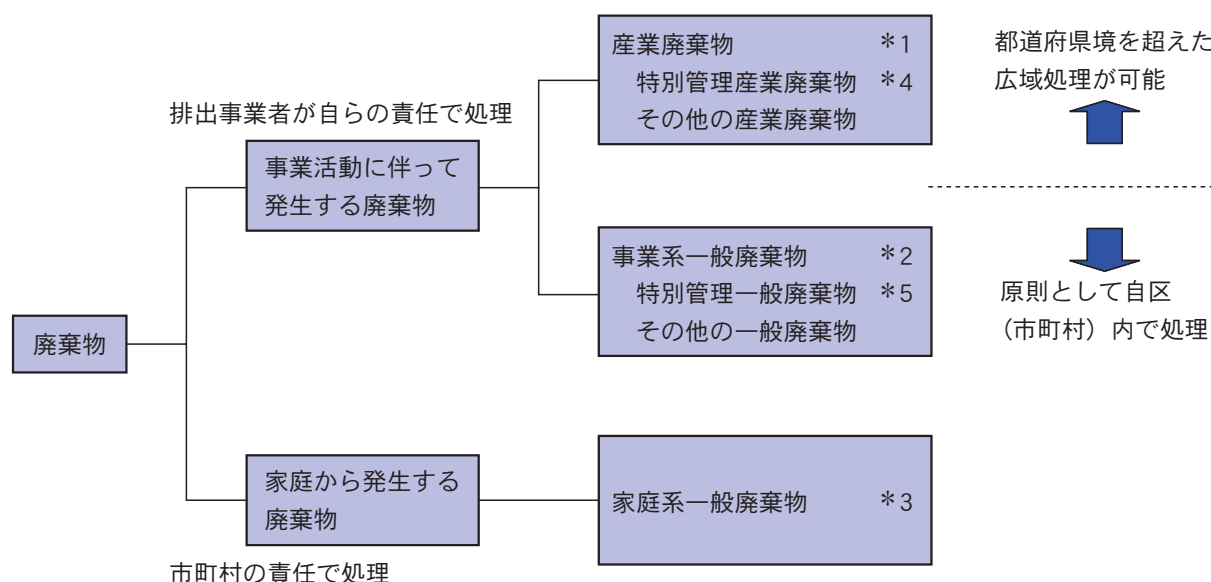 産業廃棄物 ＊1
特別管理産業廃棄物 ＊4
その他の産業廃棄物
都道府県境を超えた
広域処理が可能
排出事業者が自らの責任で処理
事業活動に伴って
発生する廃棄物
事業系一般廃棄物 ＊2
特別管理一般廃棄物 ＊5
その他の一般廃棄物
原則として自区
（市町村）内で処理
廃棄物
家庭から発生する
廃棄物
家庭系一般廃棄物 ＊3
市町村の責任で処理